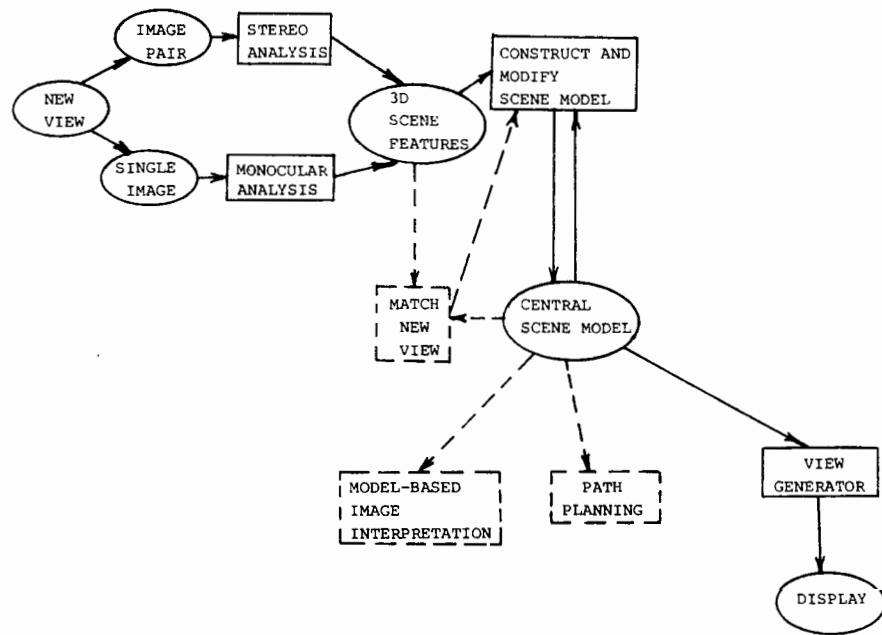 IMAGE
PAIR
STEREO
ANALYSIS
CONSTRUCT AND
MODIFY
SCENE MODEL
NEW
VIEW
3D
SCENE
FEATURES
SINGLE
IMAGE
MONOCULAR
ANALYSIS
MATCH
NEW
VIEW
CENTRAL
SCENE MODEL
MODEL-BASED
IMAGE
INTERPRETATION
PATH
PLANNING
VIEW
GENERATOR
DISPLAY